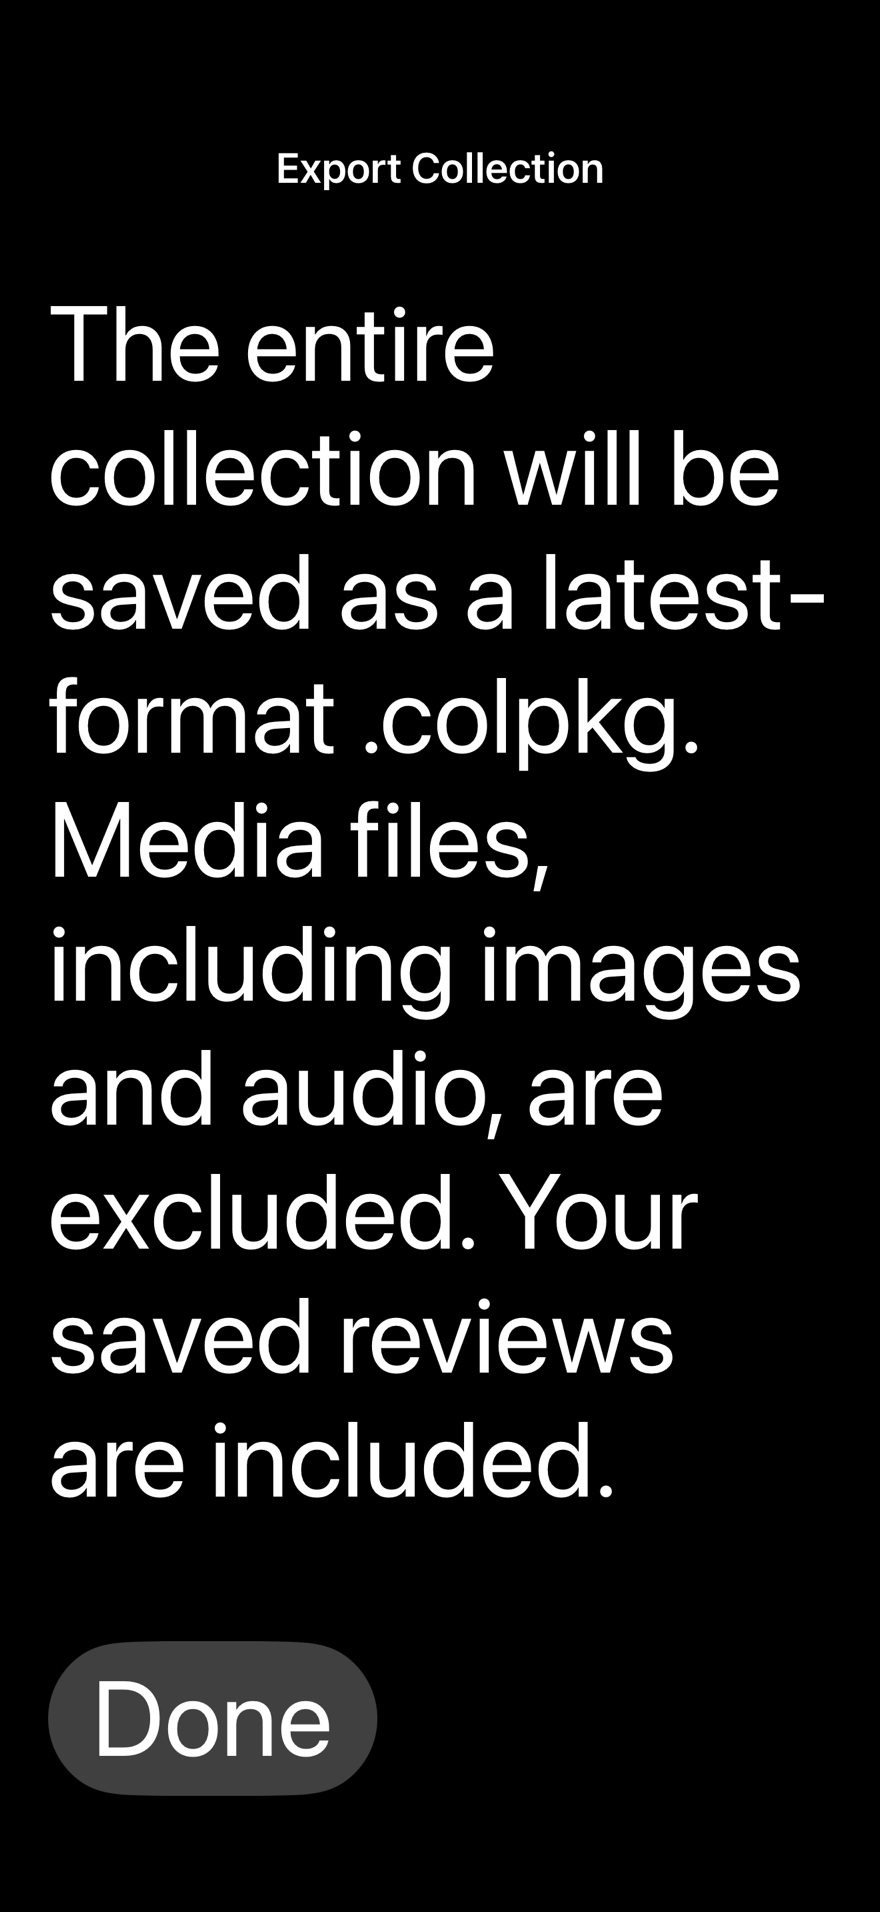 Export Collection
The entire
collection will be
saved as a latest-
format .colpkg.
Media files,
including images
and audio, are
excluded. Your
saved reviews
are included.
Done